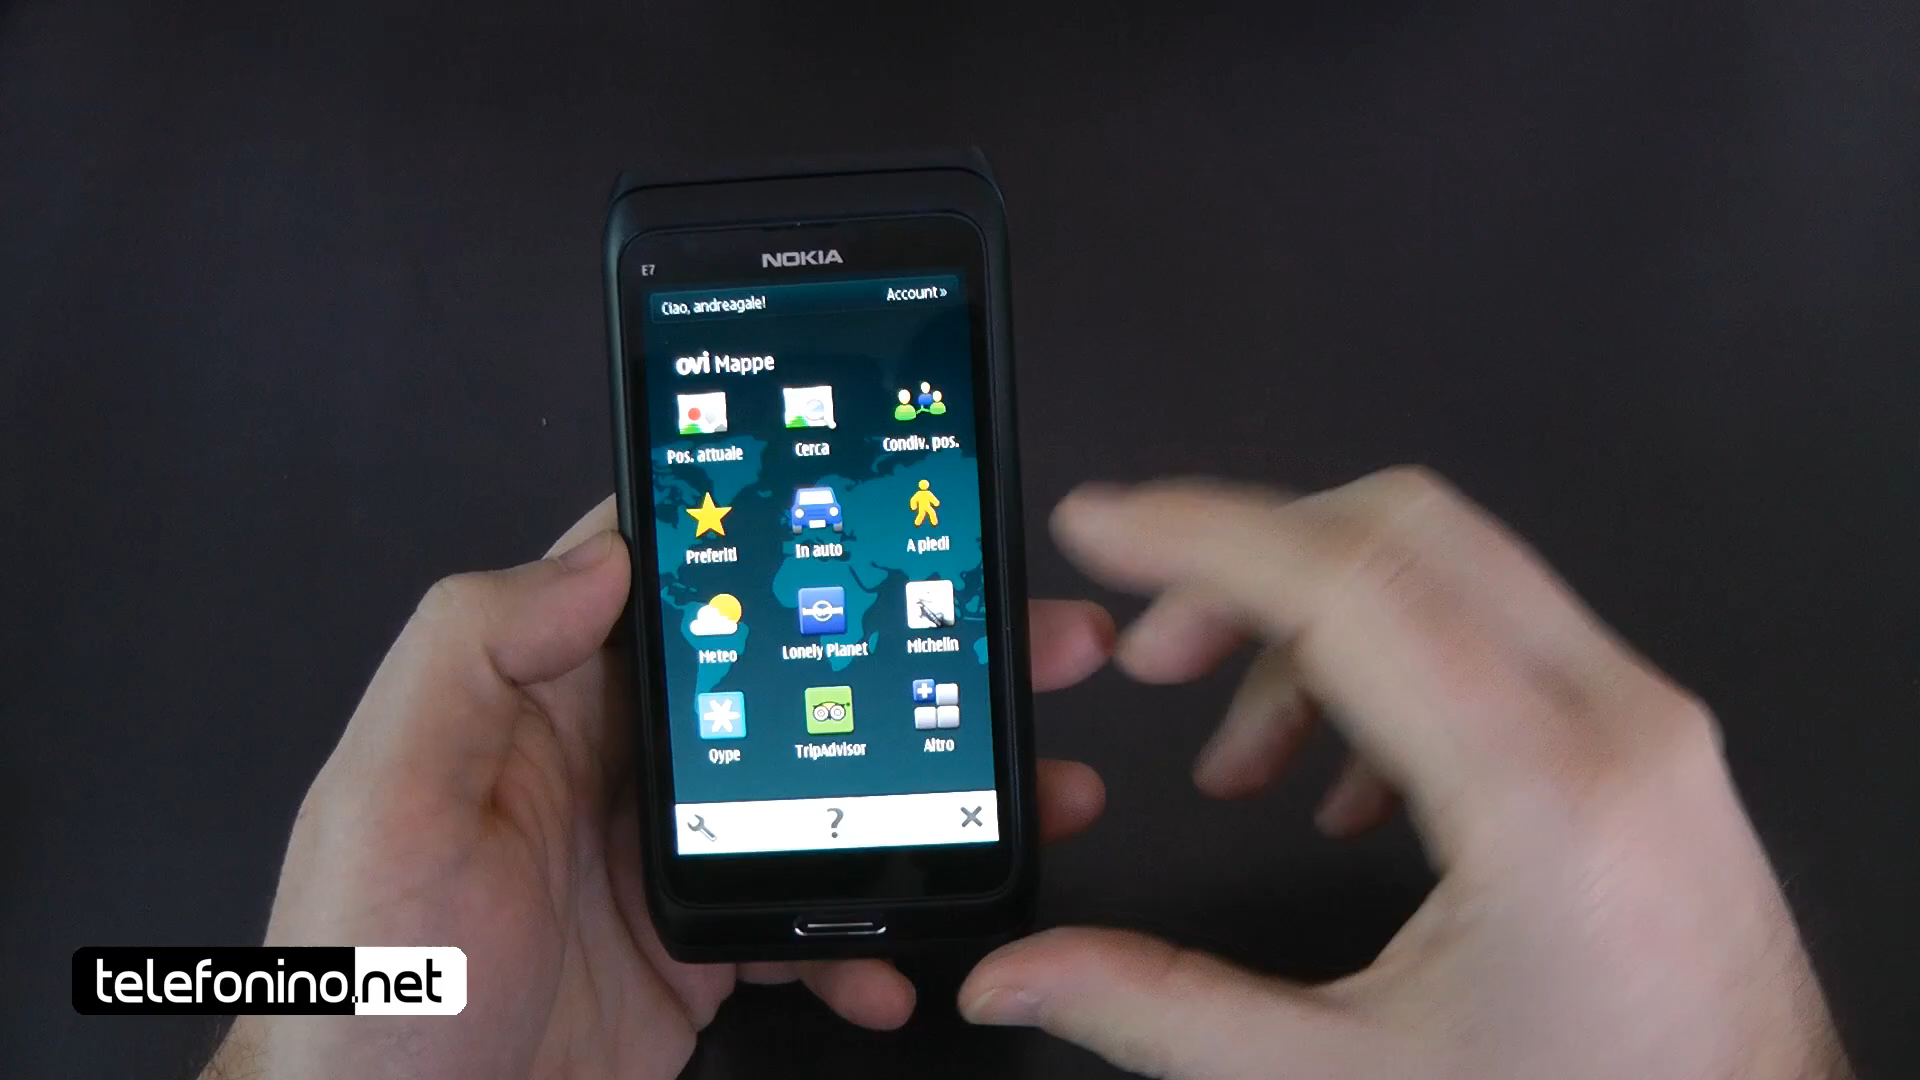 NOKIA
E7
Ciao, andreagale!
Account »
ovi Mappe
Pos. attuale
Cerca
Condiv. pos.
Preferiti
In auto
A piedi
Meteo
Lonely Planet
Michelin
Qype
TripAdvisor
Altro
?
telefonino.net